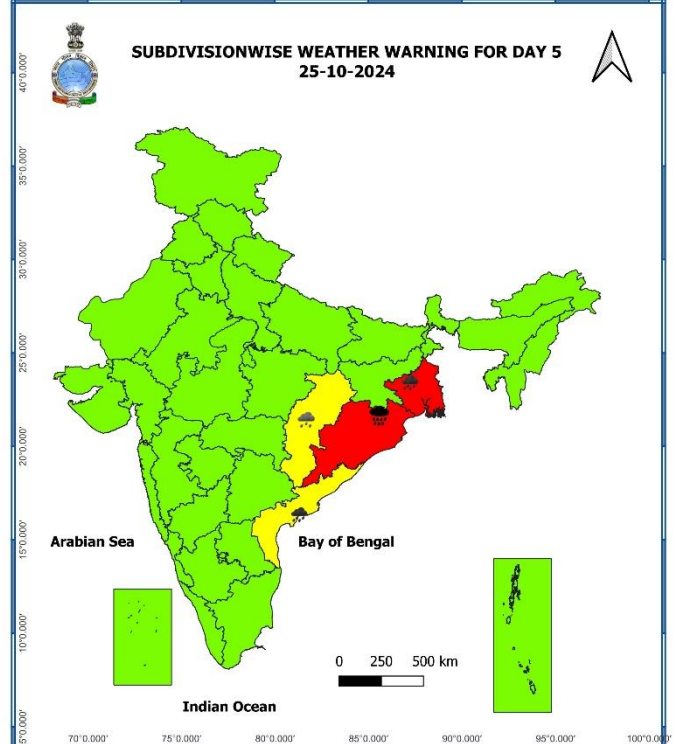 SUBDIVISIONWISE WEATHER WARNING FOR DAY 5
25-10-2024
40°0.000'
35°0.000'
30°0.000'
25°0.000'
20°0.000'
15°0.000'
10°0.000'
5°0.000'
Arabian Sea
Bay of Bengal
0 250 500 km
Indian Ocean
70°0.000' 75°0.000' 80°0.000' 85°0.000' 90°0.000' 95°0.000' 100°0.000'